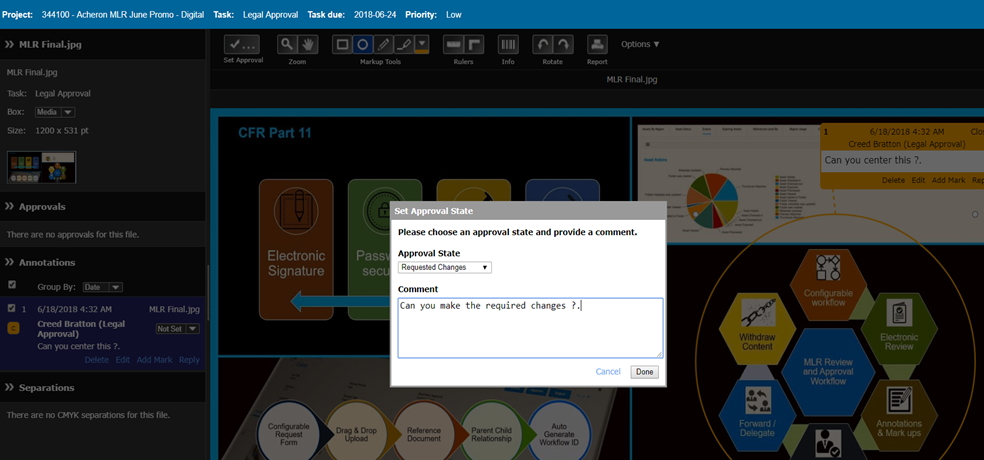 Project: 344100 - Acheron MLR June Promo - Digital Task: Legal Approval Task due: 2018-06-24 Priority: Low
MLR Final.jpg
MLR Final.jpg
Task: Legal Approval
Box: Media
Size: 1200 x 531 pt
Approvals
There are no approvals for this file.
Annotations
Group By: Date
1 6/18/2018 4:32 AM MLR Final.jpg
C Creed Bratton (Legal Approval) Not Set
Can you center this ?.
Delete Edit Add Mark Reply
Separations
There are no CMYK separations for this file.
...
Set Approval Zoom Markup Tools Rulers Info Rotate Report
Options ▼
MLR Final.jpg
CFR Part 11
Electronic
Signature
Passw
secu
1 6/18/2018 4:32 AM Clo
Creed Bratton (Legal Approval)
Can you center this ?.
Delete Edit Add Mark Reply
Set Approval State
Please choose an approval state and provide a comment.
Approval State
Requested Changes
Comment
Can you make the required changes ?.
Cancel Done
Configurable
Request
Form
Drag & Drop
Upload
Reference
Document
Parent Child
Relationship
Auto
Generate
Workflow ID
Configurable
workflow
Withdraw
Content
Electronic
Review
MLR Review
and Approval
Workflow
Forward /
Delegate
Annotations
& Mark ups